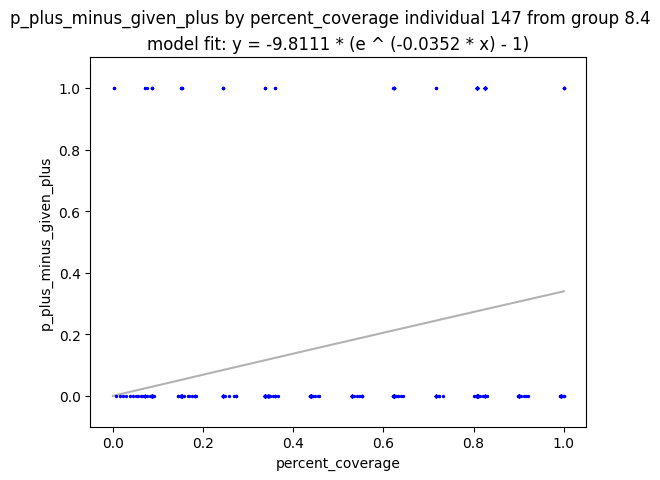 p_plus_minus_given_plus by percent_coverage individual 147 from group 8.4
model fit: y = -9.8111 * (e ^ (-0.0352 * x) - 1)
1.0
0.8
0.6
0.4
0.2
0.0
p_plus_minus_given_plus
0.0 0.2 0.4 0.6 0.8 1.0
percent_coverage